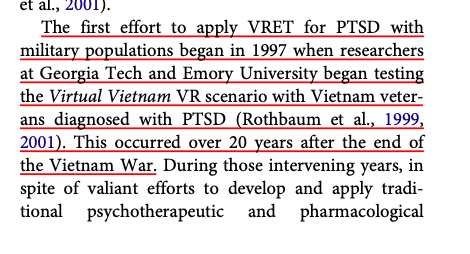 et al., 2001).
The first effort to apply VRET for PTSD with
military populations began in 1997 when researchers
at Georgia Tech and Emory University began testing
the Virtual Vietnam VR scenario with Vietnam veter-
ans diagnosed with PTSD (Rothbaum et al., 1999,
2001). This occurred over 20 years after the end of
the Vietnam War. During those intervening years, in
spite of valiant efforts to develop and apply tradi-
tional psychotherapeutic and pharmacological